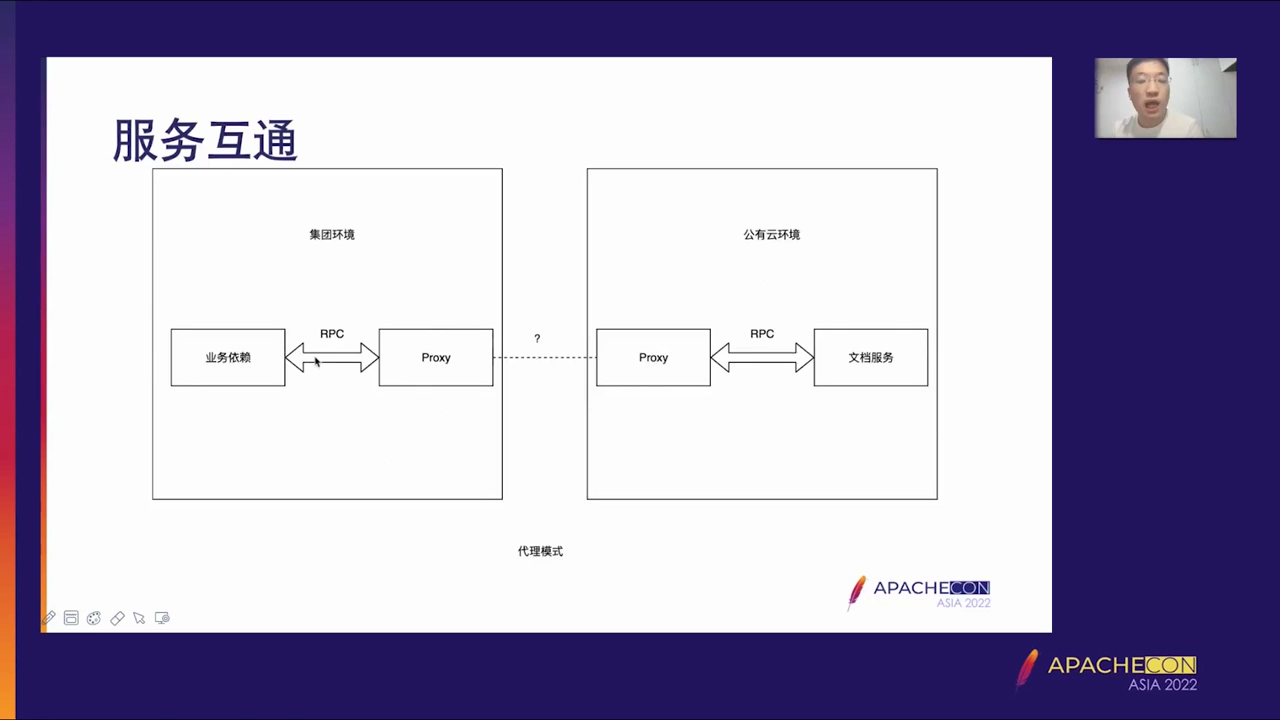 服务互通
集团环境
公有云环境
?
RPC
RPC
业务依赖
Proxy
Proxy
文档服务
代理模式
APACHECON
ASIA 2022
APACHECON
ASIA 2022